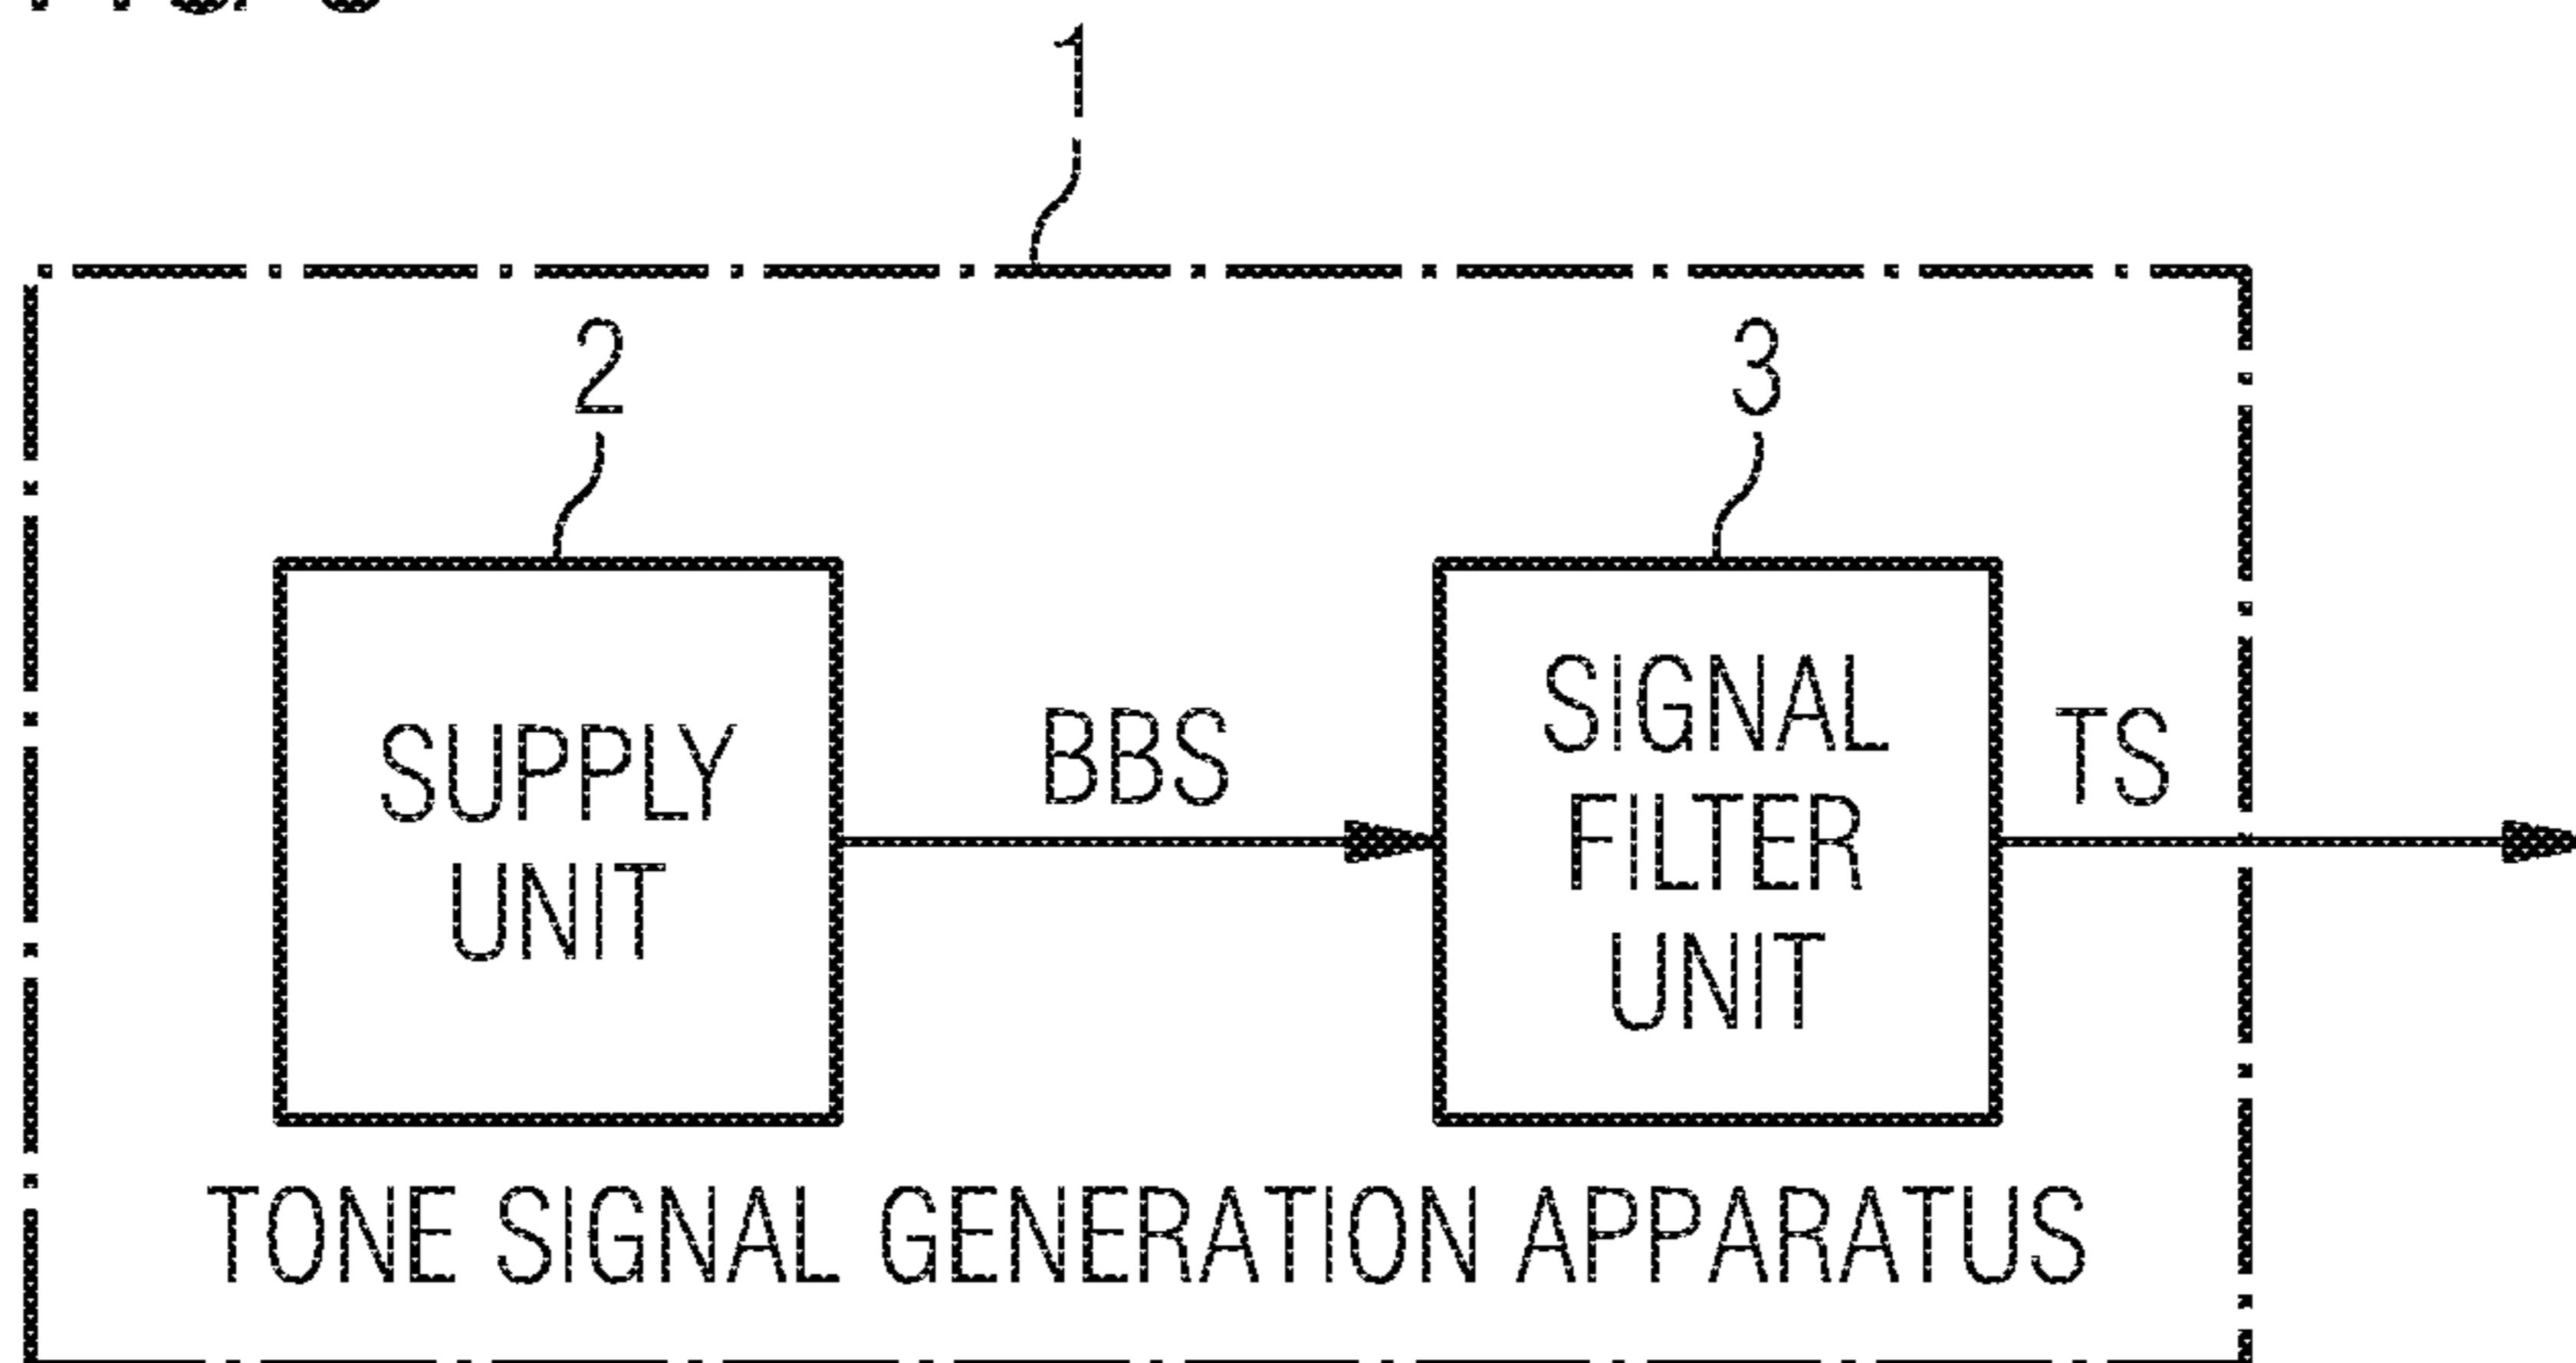 1
2
3
SUPPLY
UNIT
BBS
SIGNAL
FILTER
UNIT
TS
TONE SIGNAL GENERATION APPARATUS